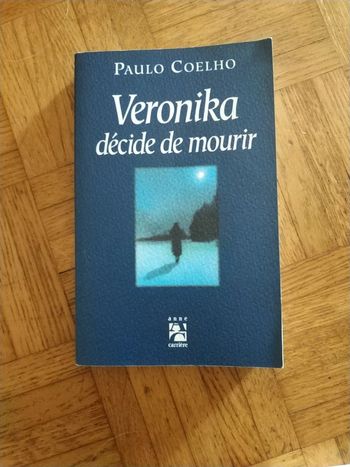 PAULO COELHO
Veronika
décide de mourir
anne
carrière